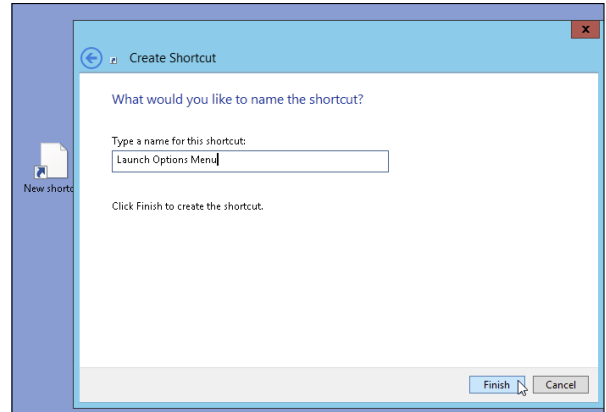 x
Create Shortcut
What would you like to name the shortcut?
Type a name for this shortcut:
Launch Options Menu
New shortc
Click Finish to create the shortcut.
Finish
Cancel